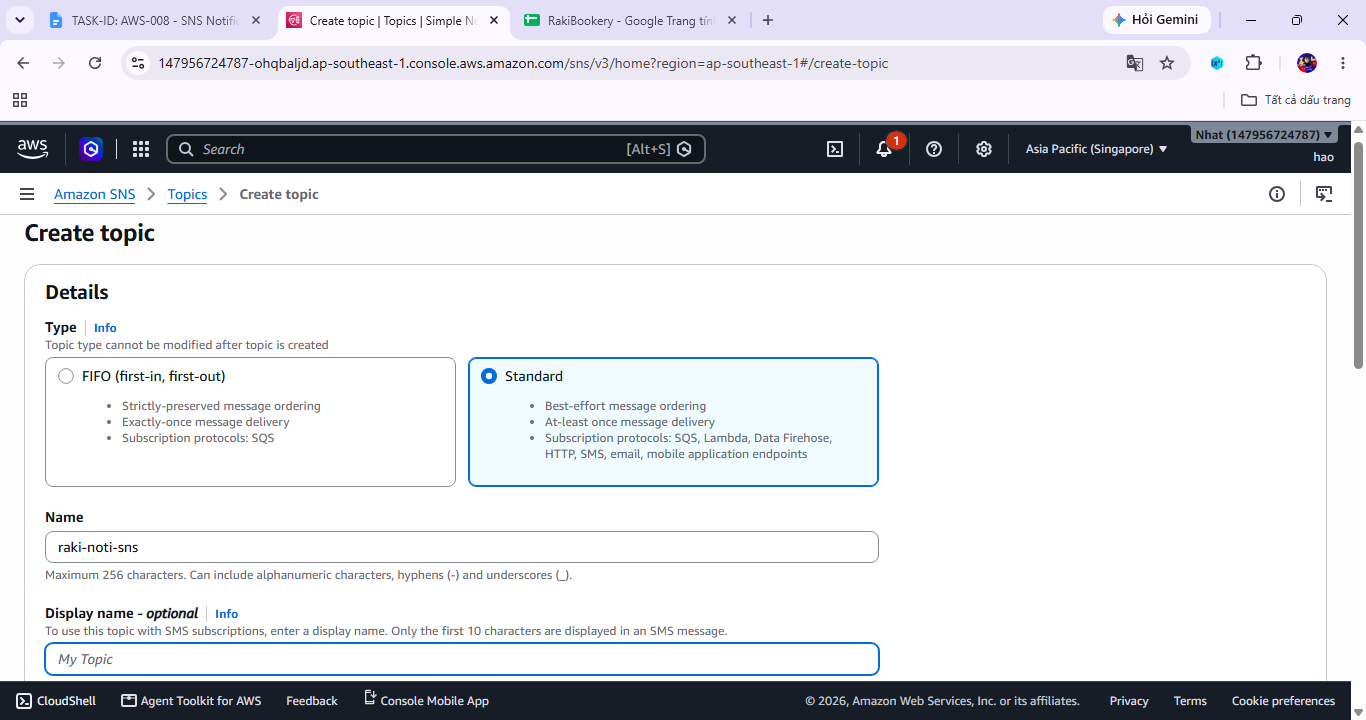 TASK-ID: AWS-008 - SNS Notific
Create topic | Topics | Simple No
RakiBookery - Google Trang tính
Hỏi Gemini
147956724787-ohqbaljd.ap-southeast-1.console.aws.amazon.com/sns/v3/home?region=ap-southeast-1#/create-topic
Tất cả dấu trang
aws
Search
[Alt+S]
1
Asia Pacific (Singapore)
Nhat (147956724787)
hao
Amazon SNS
Topics
Create topic
Create topic
Details
Type
Info
Topic type cannot be modified after topic is created
FIFO (first-in, first-out)
• Strictly-preserved message ordering
• Exactly-once message delivery
• Subscription protocols: SQS
Standard
• Best-effort message ordering
• At-least once message delivery
• Subscription protocols: SQS, Lambda, Data Firehose,
HTTP, SMS, email, mobile application endpoints
Name
raki-noti-sns
Maximum 256 characters. Can include alphanumeric characters, hyphens (-) and underscores (_).
Display name - optional
Info
To use this topic with SMS subscriptions, enter a display name. Only the first 10 characters are displayed in an SMS message.
My Topic
CloudShell
Agent Toolkit for AWS
Feedback
Console Mobile App
© 2026, Amazon Web Services, Inc. or its affiliates.
Privacy
Terms
Cookie preferences